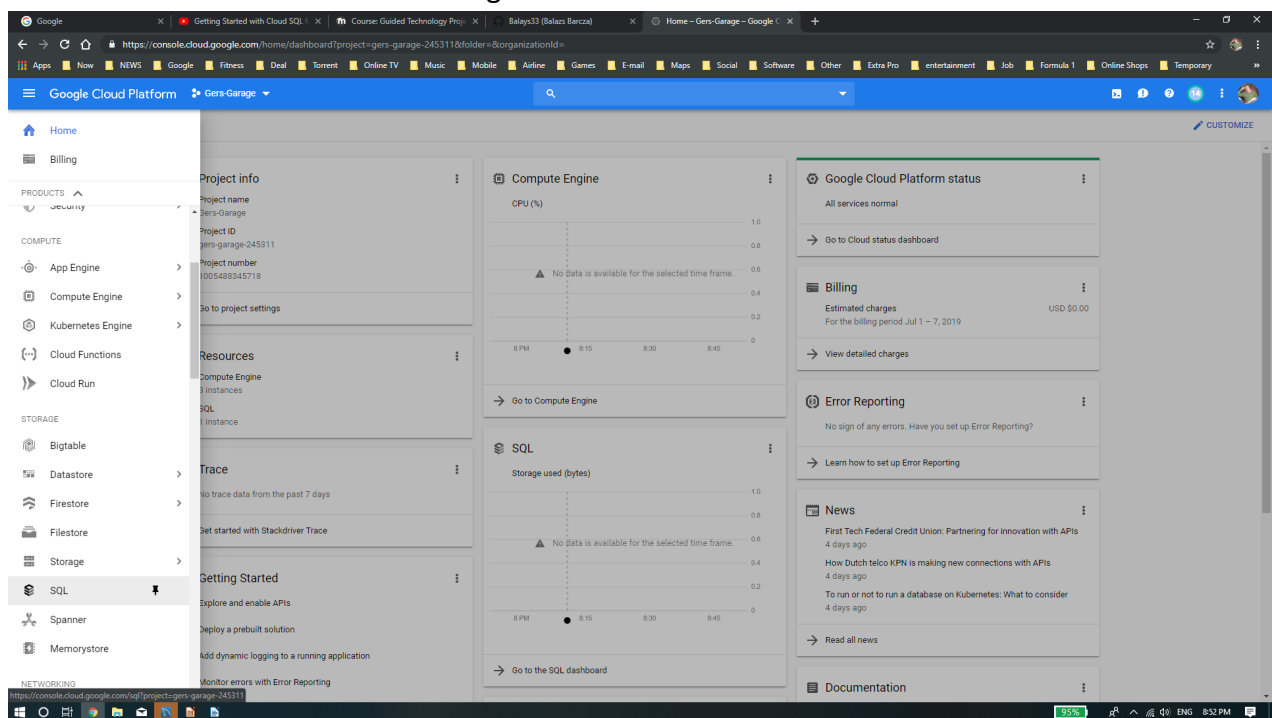 Google
Getting Started with Cloud SQL
Course: Guided Technology Proje
Balays33 (Balazs Barcza)
Home – Gers-Garage – Google C
https://console.cloud.google.com/home/dashboard?project=gers-garage-245311&folder=&organizationId=
Apps Now NEWS Google Fitness Deal Torrent Online TV Music Mobile Airline Games E-mail Maps Social Software Other Extra Pro entertainment Job Formula 1 Online Shops Temporary »
Google Cloud Platform Gers-Garage 14
CUSTOMIZE
Home
Billing
PRODUCTS
Security
COMPUTE
App Engine
Compute Engine
Kubernetes Engine
Cloud Functions
Cloud Run
STORAGE
Bigtable
Datastore
Firestore
Filestore
Storage
SQL
Spanner
Memorystore
NETWORKING
https://console.cloud.google.com/sql?project=gers-garage-245311
Project info
Project name
Gers-Garage
Project ID
gers-garage-245311
Project number
1005488345718
Go to project settings
Resources
Compute Engine
3 instances
SQL
1 instance
Trace
No trace data from the past 7 days
Get started with Stackdriver Trace
Getting Started
Explore and enable APIs
Deploy a prebuilt solution
Add dynamic logging to a running application
Monitor errors with Error Reporting
Compute Engine
CPU (%)
1.0
0.8
No data is available for the selected time frame.
0.6
0.4
0.2
0
8 PM 8:15 8:30 8:45
Go to Compute Engine
SQL
Storage used (bytes)
1.0
0.8
No data is available for the selected time frame.
0.6
0.4
0.2
0
8 PM 8:15 8:30 8:45
Go to the SQL dashboard
Google Cloud Platform status
All services normal
Go to Cloud status dashboard
Billing
Estimated charges USD $0.00
For the billing period Jul 1 – 7, 2019
View detailed charges
Error Reporting
No sign of any errors. Have you set up Error Reporting?
Learn how to set up Error Reporting
News
First Tech Federal Credit Union: Partnering for innovation with APIs
4 days ago
How Dutch telco KPN is making new connections with APIs
4 days ago
To run or not to run a database on Kubernetes: What to consider
4 days ago
Read all news
Documentation
95% ENG 8:52 PM